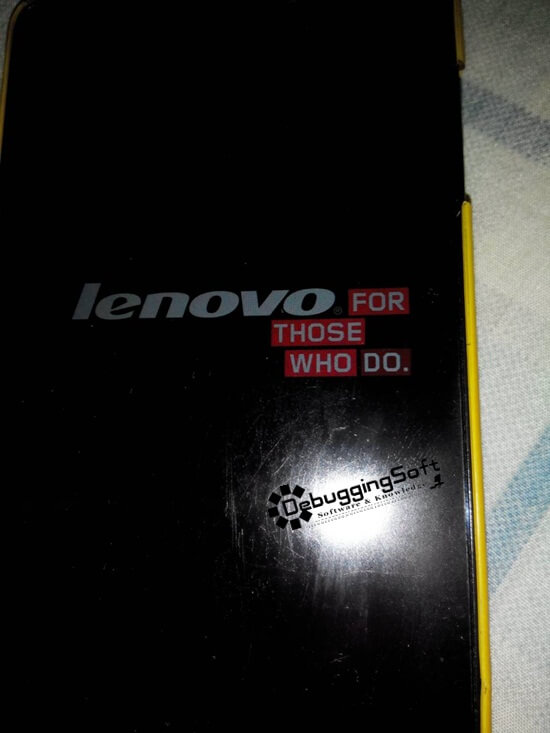 lenovo® FOR
THOSE
WHO DO.
DebuggingSoft
Software & Knowledge